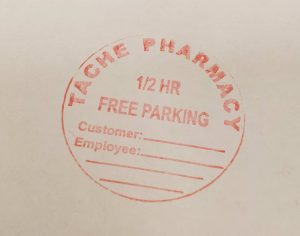 TACHE PHARMACY
1/2 HR
FREE PARKING
Customer:
Employee: